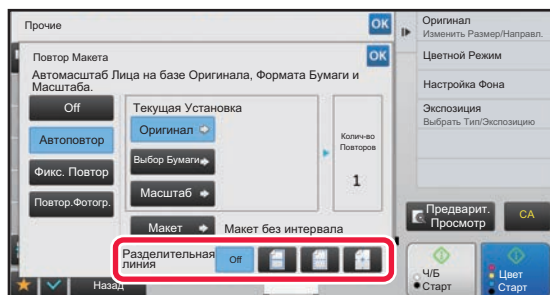 Прочие
OK
Повтор Макета
OK
Автомасштаб Лица на базе Оригинала, Формата Бумаги и
Масштаба.
Off
Автоповтор
Фикс. Повтор
Повтор.Фотогр.
Текущая Установка
Оригинал
Выбор Бумаги
Масштаб
Колич-во
Повторов
1
Макет
Макет без интервала
Разделительная
линия
Off
Назад
Оригинал
Изменить Размер/Направл.
Цветной Режим
Настройка Фона
Экспозиция
Выбрать Тип/Экспозицию
Предварит.
Просмотр
CA
Ч/Б
Старт
Цвет
Старт